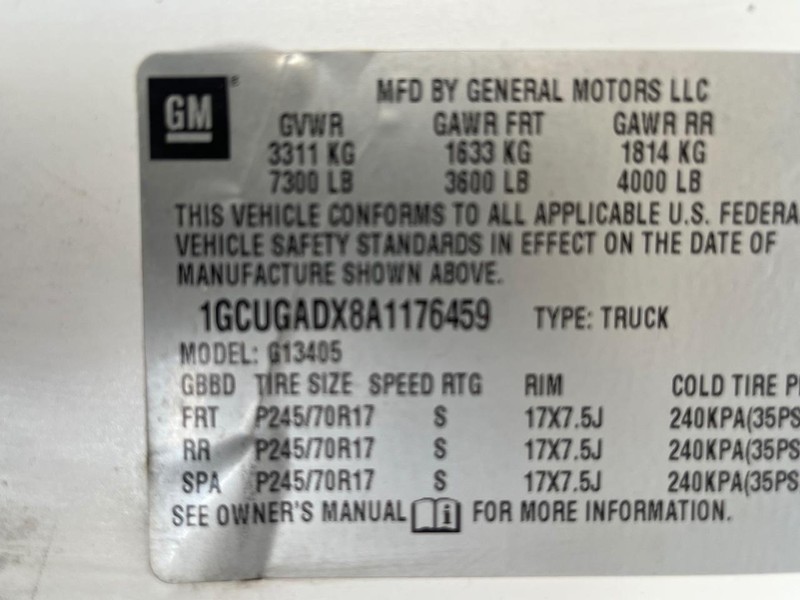 GM® MFD BY GENERAL MOTORS LLC
GVWR GAWR FRT GAWR RR
3311 KG 1633 KG 1814 KG
7300 LB 3600 LB 4000 LB
THIS VEHICLE CONFORMS TO ALL APPLICABLE U.S. FEDERA
VEHICLE SAFETY STANDARDS IN EFFECT ON THE DATE OF
MANUFACTURE SHOWN ABOVE.
1GCUGADX8A1176459 TYPE: TRUCK
MODEL: G13405
GBBD TIRE SIZE SPEED RTG RIM COLD TIRE P
FRT P245/70R17 S 17X7.5J 240KPA(35PS
RR P245/70R17 S 17X7.5J 240KPA(35PS
SPA P245/70R17 S 17X7.5J 240KPA(35PS
SEE OWNER'S MANUAL i FOR MORE INFORMATION.